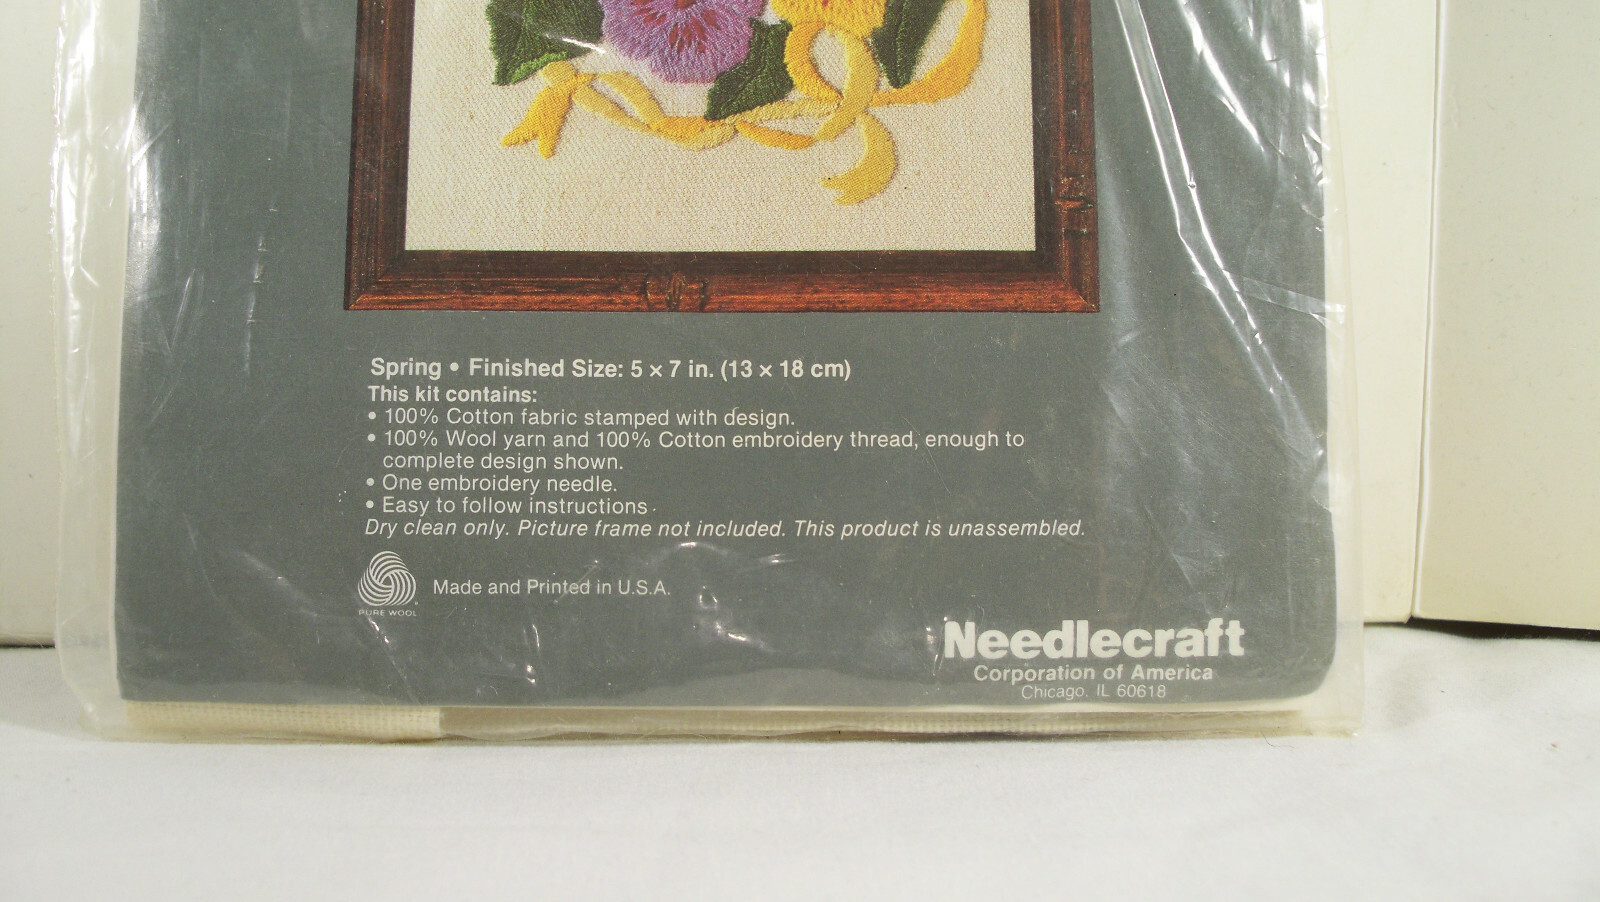 Spring • Finished Size: 5 × 7 in. (13 × 18 cm)
This kit contains:
• 100% Cotton fabric stamped with design.
• 100% Wool yarn and 100% Cotton embroidery thread, enough to
complete design shown.
• One embroidery needle.
• Easy to follow instructions
Dry clean only. Picture frame not included. This product is unassembled.
PURE WOOL
Made and Printed in U.S.A.
Needlecraft
Corporation of America
Chicago, IL 60618